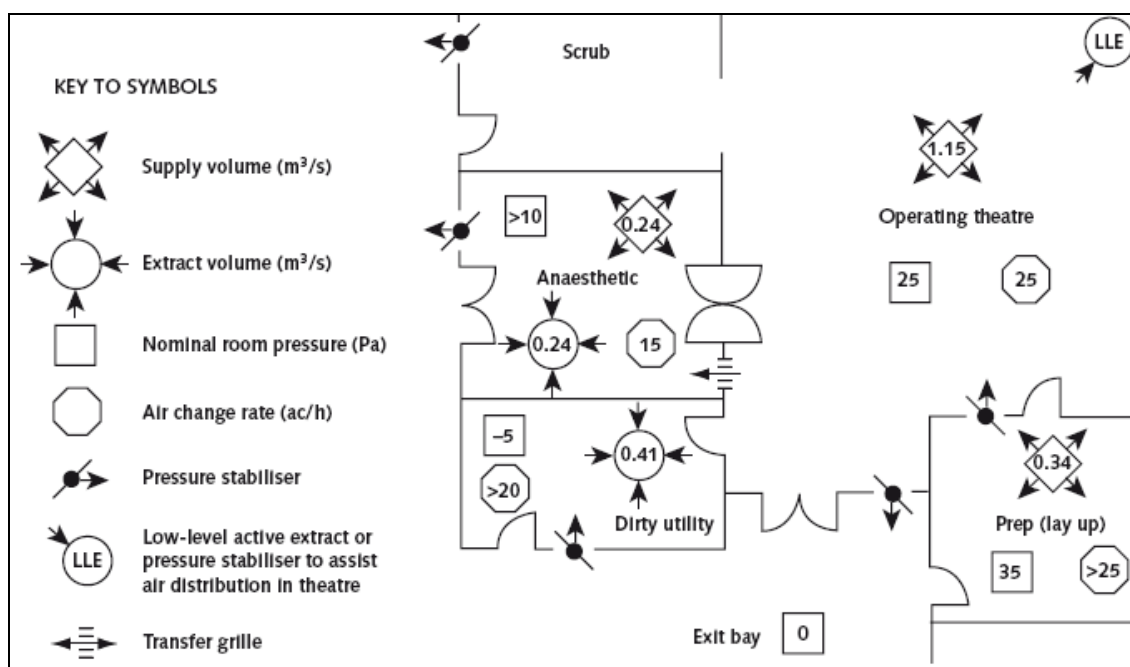 KEY TO SYMBOLS
Supply volume (m³/s)
Extract volume (m³/s)
Nominal room pressure (Pa)
Air change rate (ac/h)
Pressure stabiliser
LLE
Low-level active extract or
pressure stabiliser to assist
air distribution in theatre
Transfer grille
Scrub
LLE
1.15
Operating theatre
25
25
>10
0.24
Anaesthetic
0.24
15
–5
0.41
>20
Dirty utility
0.34
Prep (lay up)
35
>25
Exit bay
0